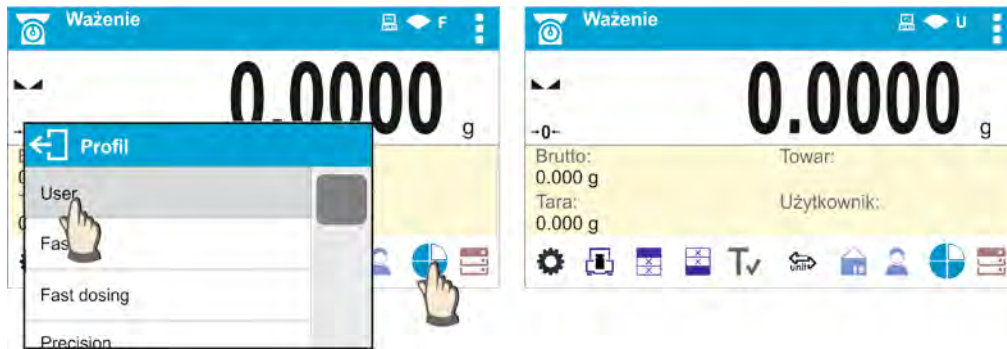 Ważenie
F
0.0000
g
Profil
User
Fast dosing
Precision
Ważenie
U
0.0000
→0←
g
Brutto:
0.000 g
Towar:
Tara:
0.000 g
Użytkownik:
unit